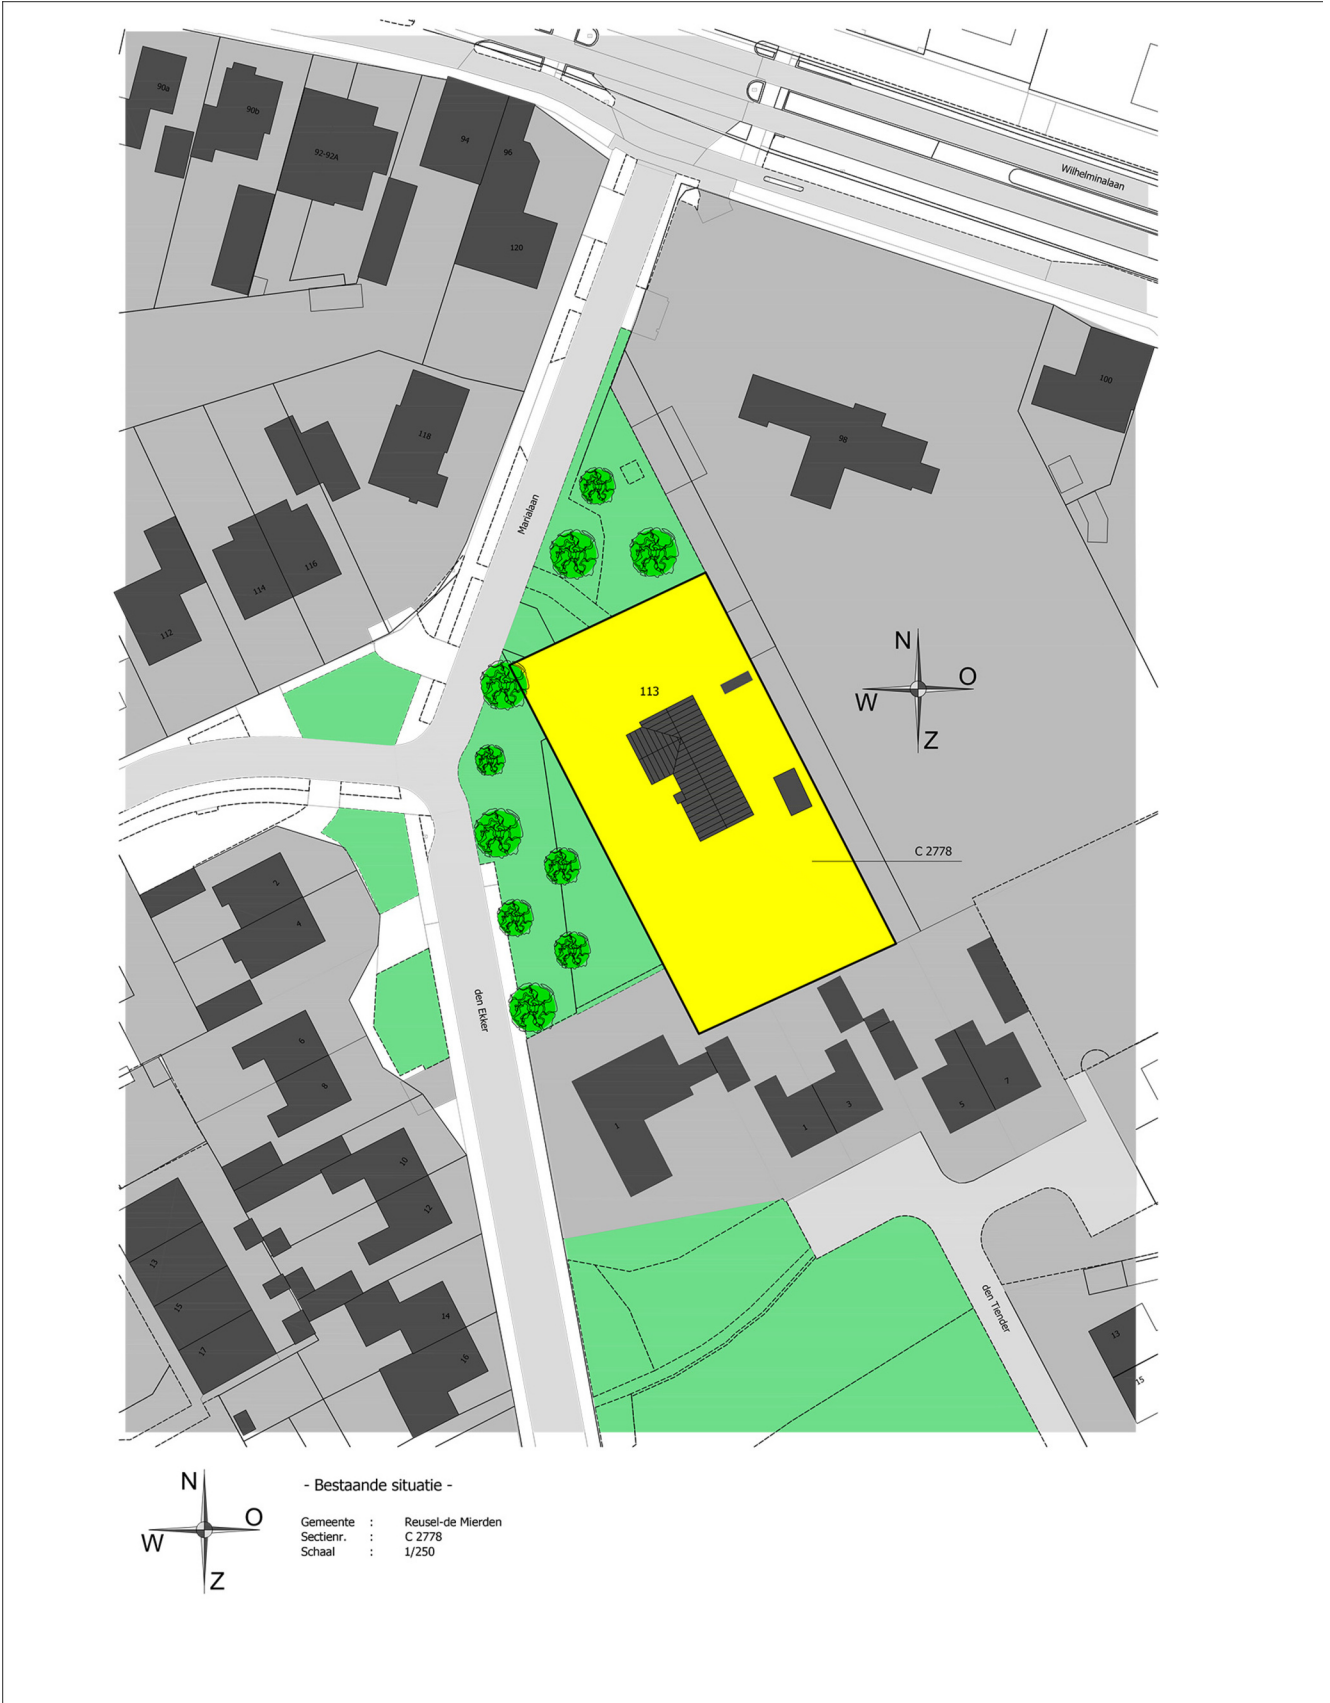 90a
90b
92-92A
94
96
120
Wilhelminalaan
100
98
118
Marialaan
116
114
112
N
W
O
Z
113
C 2778
2
4
den Ekker
6
8
1
1
3
5
7
10
12
13
15
17
14
16
den Tiender
13
15
N
W
O
Z
- Bestaande situatie -
Gemeente : Reusel-de Mierden
Sectienr. : C 2778
Schaal : 1/250